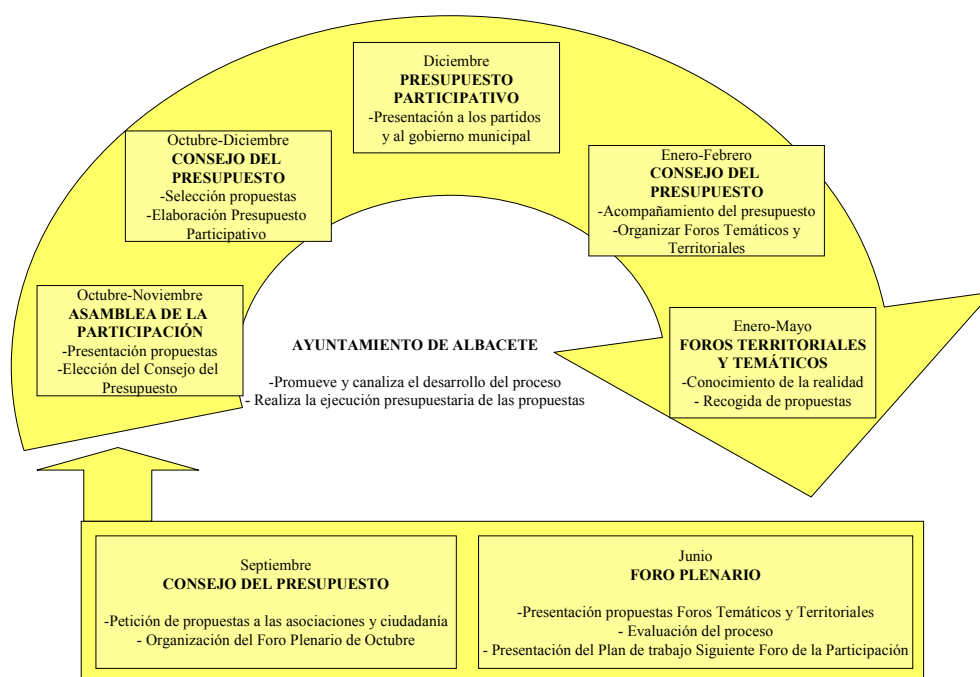 Diciembre
PRESUPUESTO
PARTICIPATIVO
-Presentación a los partidos
y al gobierno municipal
Octubre-Diciembre
CONSEJO DEL
PRESUPUESTO
-Selección propuestas
-Elaboración Presupuesto
Participativo
Enero-Febrero
CONSEJO DEL
PRESUPUESTO
-Acompañamiento del presupuesto
-Organizar Foros Temáticos y
Territoriales
Octubre-Noviembre
ASAMBLEA DE LA
PARTICIPACIÓN
-Presentación propuestas
-Elección del Consejo del
Presupuesto
AYUNTAMIENTO DE ALBACETE
-Promueve y canaliza el desarrollo del proceso
- Realiza la ejecución presupuestaria de las propuestas
Enero-Mayo
FOROS TERRITORIALES
Y TEMÁTICOS
-Conocimiento de la realidad
- Recogida de propuestas
Septiembre
CONSEJO DEL PRESUPUESTO
-Petición de propuestas a las asociaciones y ciudadanía
- Organización del Foro Plenario de Octubre
Junio
FORO PLENARIO
-Presentación propuestas Foros Temáticos y Territoriales
- Evaluación del proceso
- Presentación del Plan de trabajo Siguiente Foro de la Participación